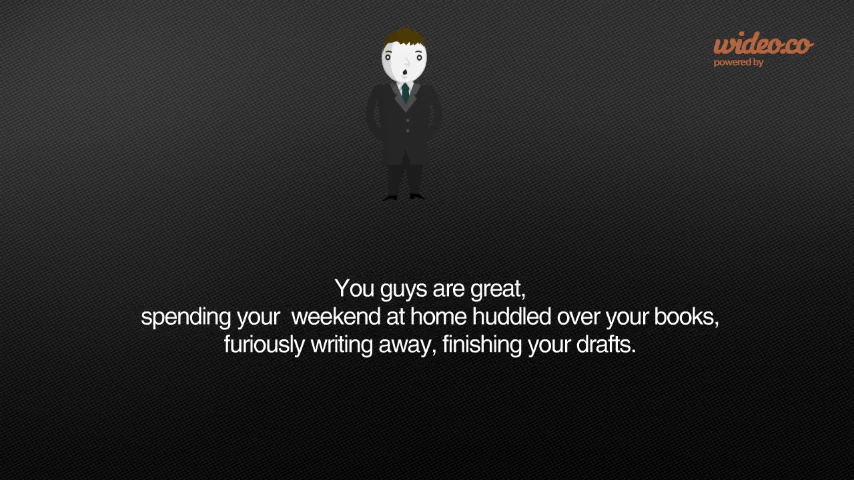 wideo.co
powered by
You guys are great,
spending your  weekend at home huddled over your books,
furiously writing away, finishing your drafts.